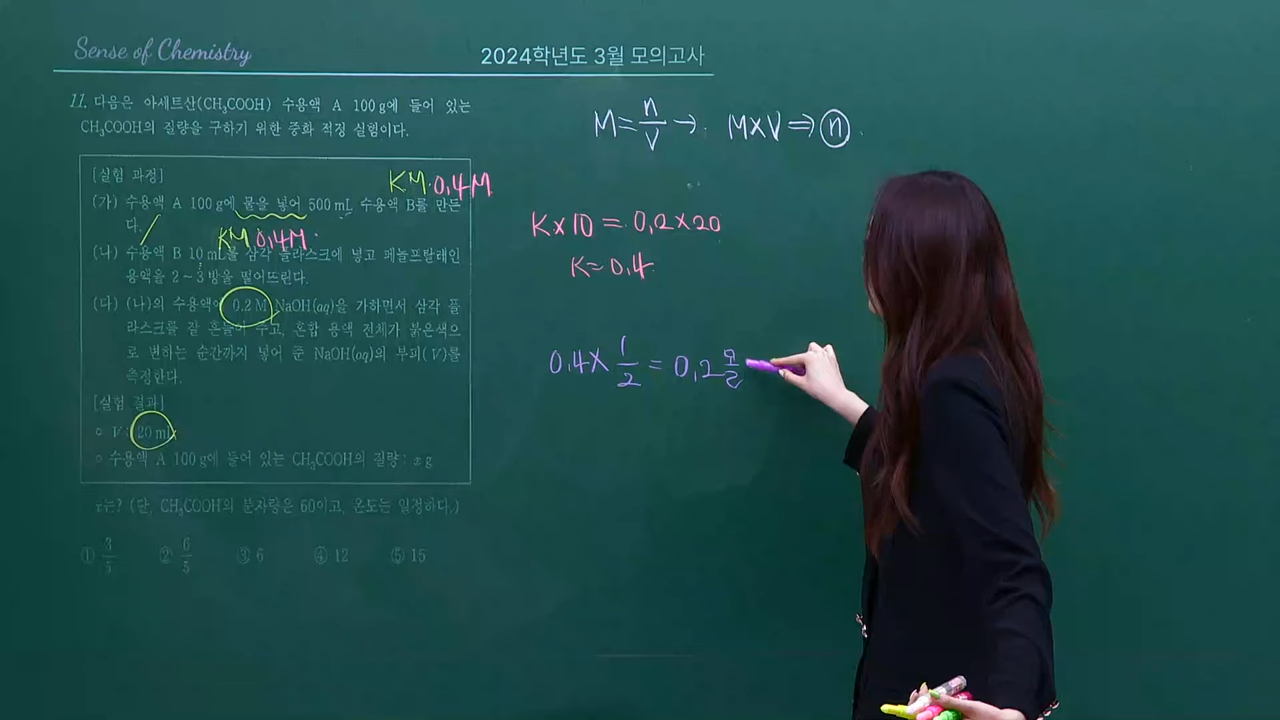 Sense of Chemistry
2024학년도 3월 모의고사
11. 다음은 아세트산(CH₃COOH) 수용액 A 100 g에 들어 있는
CH₃COOH의 질량을 구하기 위한 중화 적정 실험이다.
[실험 과정]
KM 0.4M
(가) 수용액 A 100 g에 물을 넣어 500 mL 수용액 B를 만든
다.
KM 0.4M
(나) 수용액 B 10 mL를 삼각 플라스크에 넣고 페놀프탈레인
용액을 2 ~ 3 방울 떨어뜨린다.
(다) (나)의 수용액에 0.2 M NaOH(aq)을 가하면서 삼각 플
라스크를 잘 흔들어 주고, 혼합 용액 전체가 붉은색으
로 변하는 순간까지 넣어 준 NaOH(aq)의 부피(V)를
측정한다.
[실험 결과]
○ V: 20 mL
○ 수용액 A 100 g에 들어 있는 CH₃COOH의 질량: x g
x는? (단, CH₃COOH의 분자량은 60이고, 온도는 일정하다.)
① 3/5 ② 6/5 ③ 6 ④ 12 ⑤ 15
M = n/V → M×V ⇒ n
K×10 = 0.2×20
K = 0.4
0.4 × 1/2 = 0.2 몰